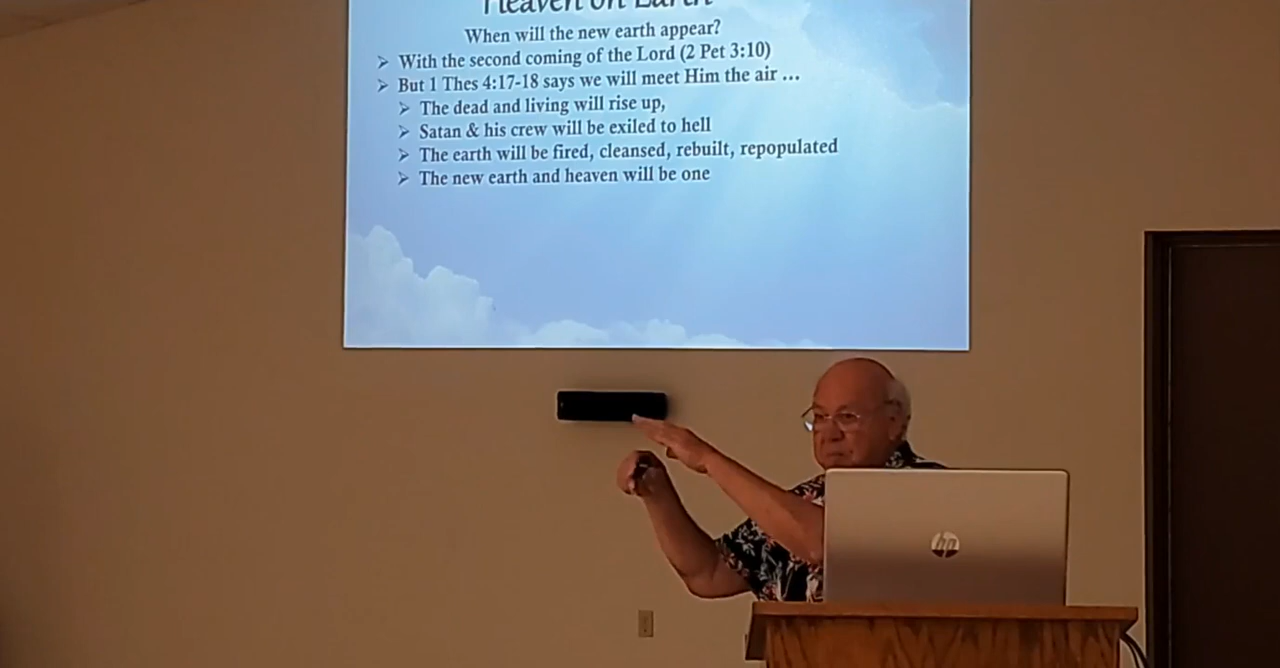 Heaven on Earth
When will the new earth appear?
➢ With the second coming of the Lord (2 Pet 3:10)
➢ But 1 Thes 4:17-18 says we will meet Him the air ...
➢ The dead and living will rise up,
➢ Satan & his crew will be exiled to hell
➢ The earth will be fired, cleansed, rebuilt, repopulated
➢ The new earth and heaven will be one
hp